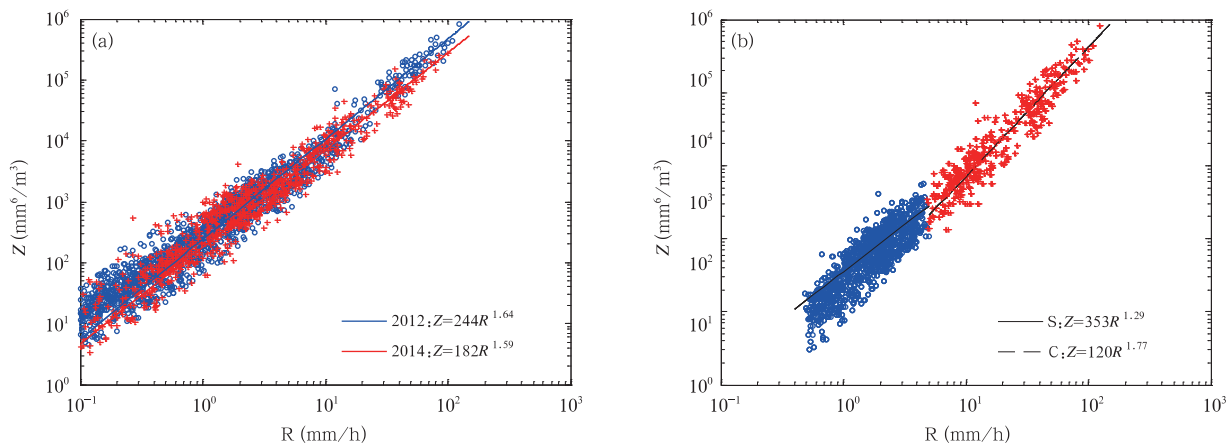 (a)
10^6
10^5
10^4
10^3
10^2
10^1
10^0
Z (mm^6/m^3)
10^-1 10^0 10^1 10^2 10^3
R (mm/h)
2012:Z=244R^1.64
2014:Z=182R^1.59
(b)
10^6
10^5
10^4
10^3
10^2
10^1
10^0
Z (mm^6/m^3)
10^-1 10^0 10^1 10^2 10^3
R (mm/h)
S:Z=353R^1.29
C:Z=120R^1.77